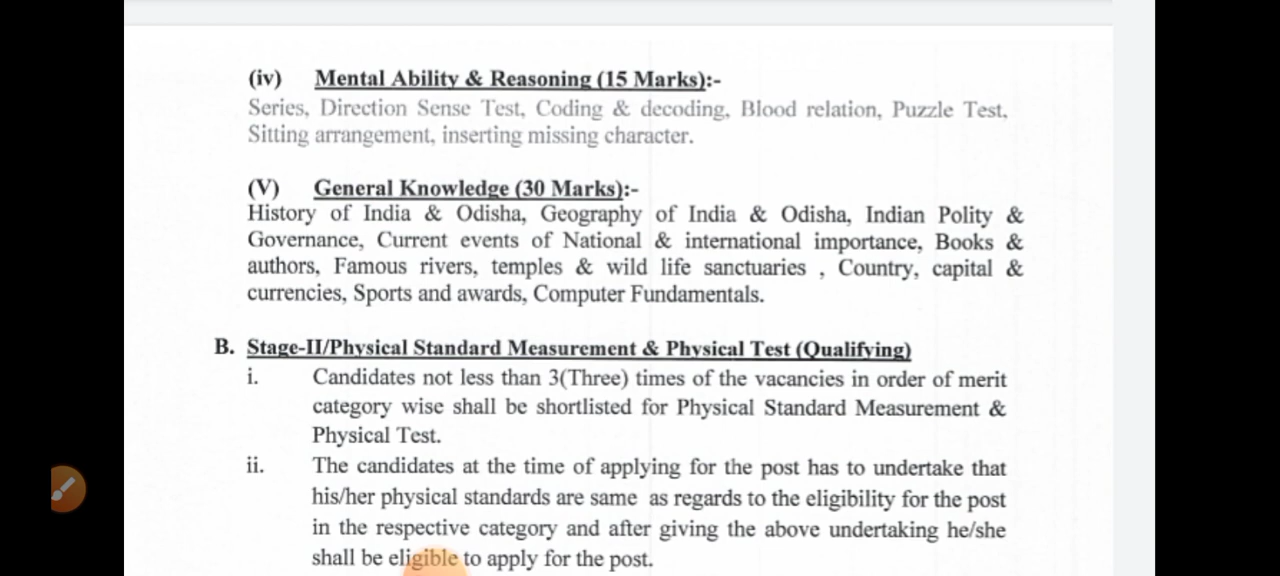 (iv) Mental Ability & Reasoning (15 Marks):-
Series, Direction Sense Test, Coding & decoding, Blood relation, Puzzle Test,
Sitting arrangement, inserting missing character.
(V) General Knowledge (30 Marks):-
History of India & Odisha, Geography of India & Odisha, Indian Polity &
Governance, Current events of National & international importance, Books &
authors, Famous rivers, temples & wild life sanctuaries , Country, capital &
currencies, Sports and awards, Computer Fundamentals.
B. Stage-II/Physical Standard Measurement & Physical Test (Qualifying)
i. Candidates not less than 3(Three) times of the vacancies in order of merit
category wise shall be shortlisted for Physical Standard Measurement &
Physical Test.
ii. The candidates at the time of applying for the post has to undertake that
his/her physical standards are same as regards to the eligibility for the post
in the respective category and after giving the above undertaking he/she
shall be eligible to apply for the post.